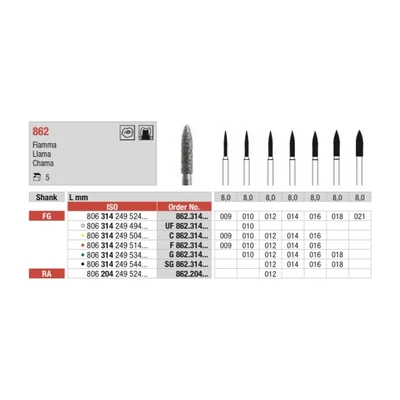 862
Fiamma
Llama
Chama
5
Shank L mm 8,0 8,0 8,0 8,0 8,0 8,0 8,0
ISO Order No.
FG 806 314 249 524... 862.314... 009 010 012 014 016 018 021
806 314 249 494... UF 862.314... 010
806 314 249 504... C 862.314... 009 010 012 014 016
806 314 249 514... F 862.314... 009 010 012 014 016
806 314 249 534... G 862.314... 010 012 014 016 018
806 314 249 544... SG 862.314... 012 014 016 018
RA 806 204 249 524... 862.204... 012